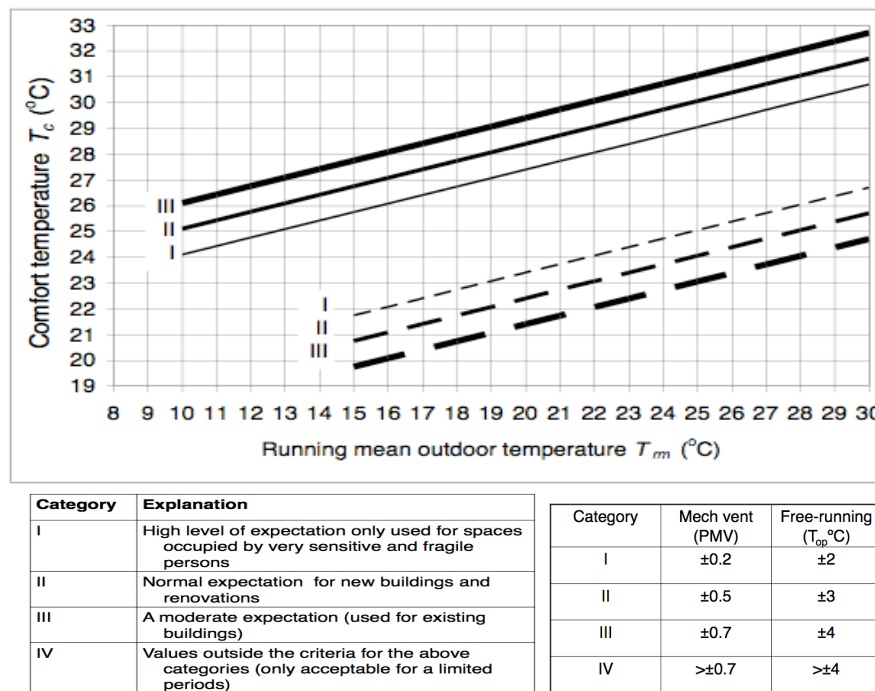 33
32
31
30
29
28
27
26
25
24
23
22
21
20
19
Comfort temperature Tc (°C)
III
II
I
I
II
III
8 9 10 11 12 13 14 15 16 17 18 19 20 21 22 23 24 25 26 27 28 29 30
Running mean outdoor temperature Trm (°C)
Category Explanation
I High level of expectation only used for spaces
occupied by very sensitive and fragile
persons
II Normal expectation for new buildings and
renovations
III A moderate expectation (used for existing
buildings)
IV Values outside the criteria for the above
categories (only acceptable for a limited
periods)
Category Mech vent Free-running
(PMV) (Top°C)
I ±0.2 ±2
II ±0.5 ±3
III ±0.7 ±4
IV >±0.7 >±4